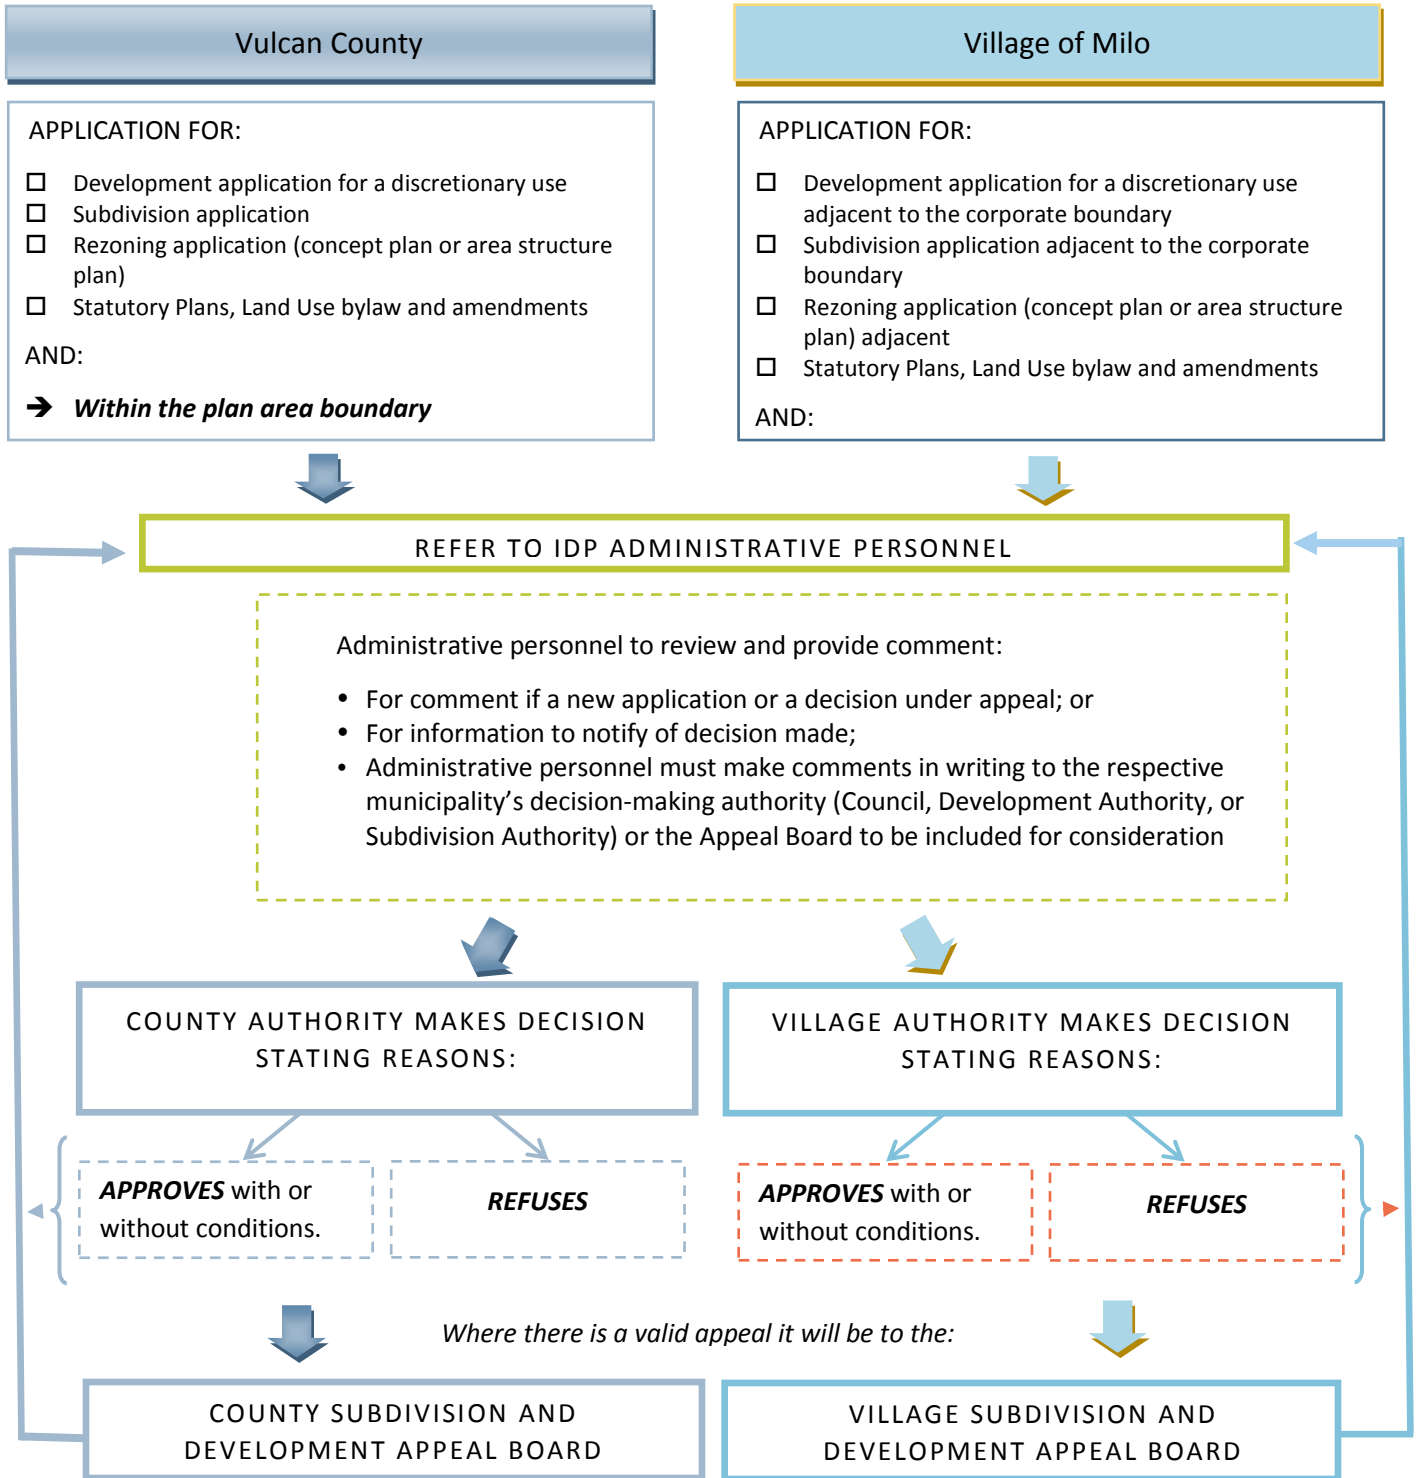 Vulcan County
Village of Milo
APPLICATION FOR:
☐ Development application for a discretionary use
☐ Subdivision application
☐ Rezoning application (concept plan or area structure
plan)
☐ Statutory Plans, Land Use bylaw and amendments
AND:
➔ Within the plan area boundary
APPLICATION FOR:
☐ Development application for a discretionary use
adjacent to the corporate boundary
☐ Subdivision application adjacent to the corporate
boundary
☐ Rezoning application (concept plan or area structure
plan) adjacent
☐ Statutory Plans, Land Use bylaw and amendments
AND:
REFER TO IDP ADMINISTRATIVE PERSONNEL
Administrative personnel to review and provide comment:
• For comment if a new application or a decision under appeal; or
• For information to notify of decision made;
• Administrative personnel must make comments in writing to the respective
municipality’s decision-making authority (Council, Development Authority, or
Subdivision Authority) or the Appeal Board to be included for consideration
COUNTY AUTHORITY MAKES DECISION
STATING REASONS:
VILLAGE AUTHORITY MAKES DECISION
STATING REASONS:
APPROVES with or
without conditions.
REFUSES
APPROVES with or
without conditions.
REFUSES
Where there is a valid appeal it will be to the:
COUNTY SUBDIVISION AND
DEVELOPMENT APPEAL BOARD
VILLAGE SUBDIVISION AND
DEVELOPMENT APPEAL BOARD